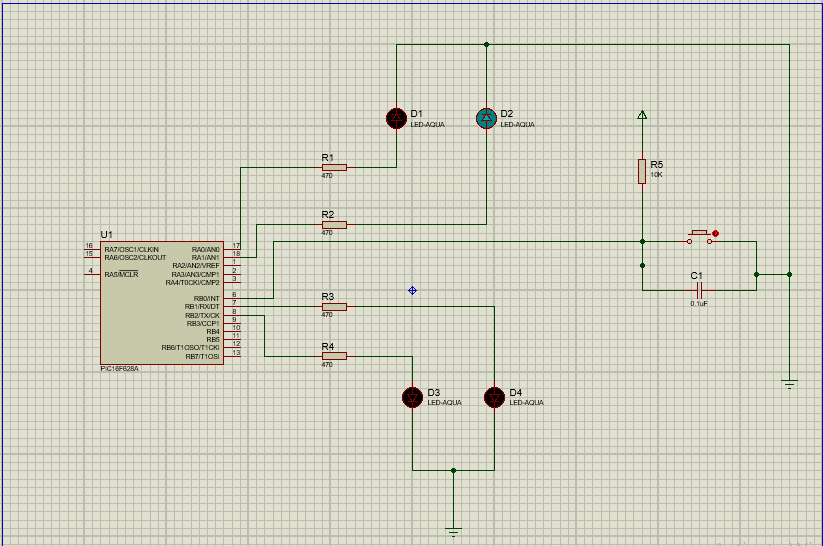 D1
LED-AQUA
D2
LED-AQUA
R1
470
R5
10K
R2
470
U1
16 RA7/OSC1/CLKIN
15 RA6/OSC2/CLKOUT
4 RA5/MCLR
RA0/AN0 17
RA1/AN1 18
RA2/AN2/VREF 1
RA3/AN3/CMP1 2
RA4/T0CKI/CMP2 3
RB0/INT 6
RB1/RX/DT 7
RB2/TX/CK 8
RB3/CCP1 9
RB4 10
RB5 11
RB6/T1OSO/T1CKI 12
RB7/T1OSI 13
PIC16F628A
C1
0.1uF
R3
470
R4
470
D3
LED-AQUA
D4
LED-AQUA